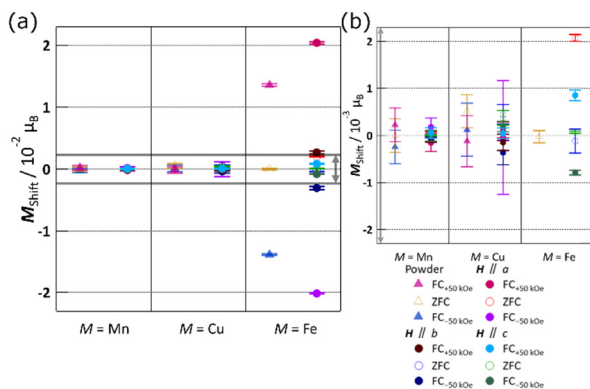 (a)
2
1
0
-1
-2
M_Shift / 10^-2 μ_B
M = Mn
M = Cu
M = Fe
(b)
2
1
0
-1
-2
M_Shift / 10^-3 μ_B
M = Mn
M = Cu
M = Fe
Powder
H // a
FC+50 kOe
FC+50 kOe
ZFC
ZFC
FC−50 kOe
FC−50 kOe
H // b
H // c
FC+50 kOe
FC+50 kOe
ZFC
ZFC
FC−50 kOe
FC−50 kOe